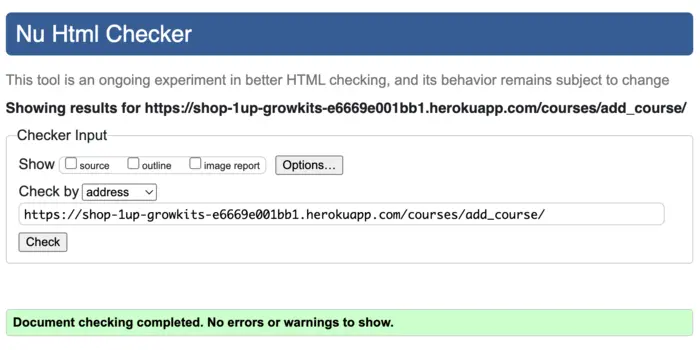 Nu Html Checker
This tool is an ongoing experiment in better HTML checking, and its behavior remains subject to change
Showing results for https://shop-1up-growkits-e6669e001bb1.herokuapp.com/courses/add_course/
Checker Input
Show source outline image report Options...
Check by address
https://shop-1up-growkits-e6669e001bb1.herokuapp.com/courses/add_course/
Check
Document checking completed. No errors or warnings to show.